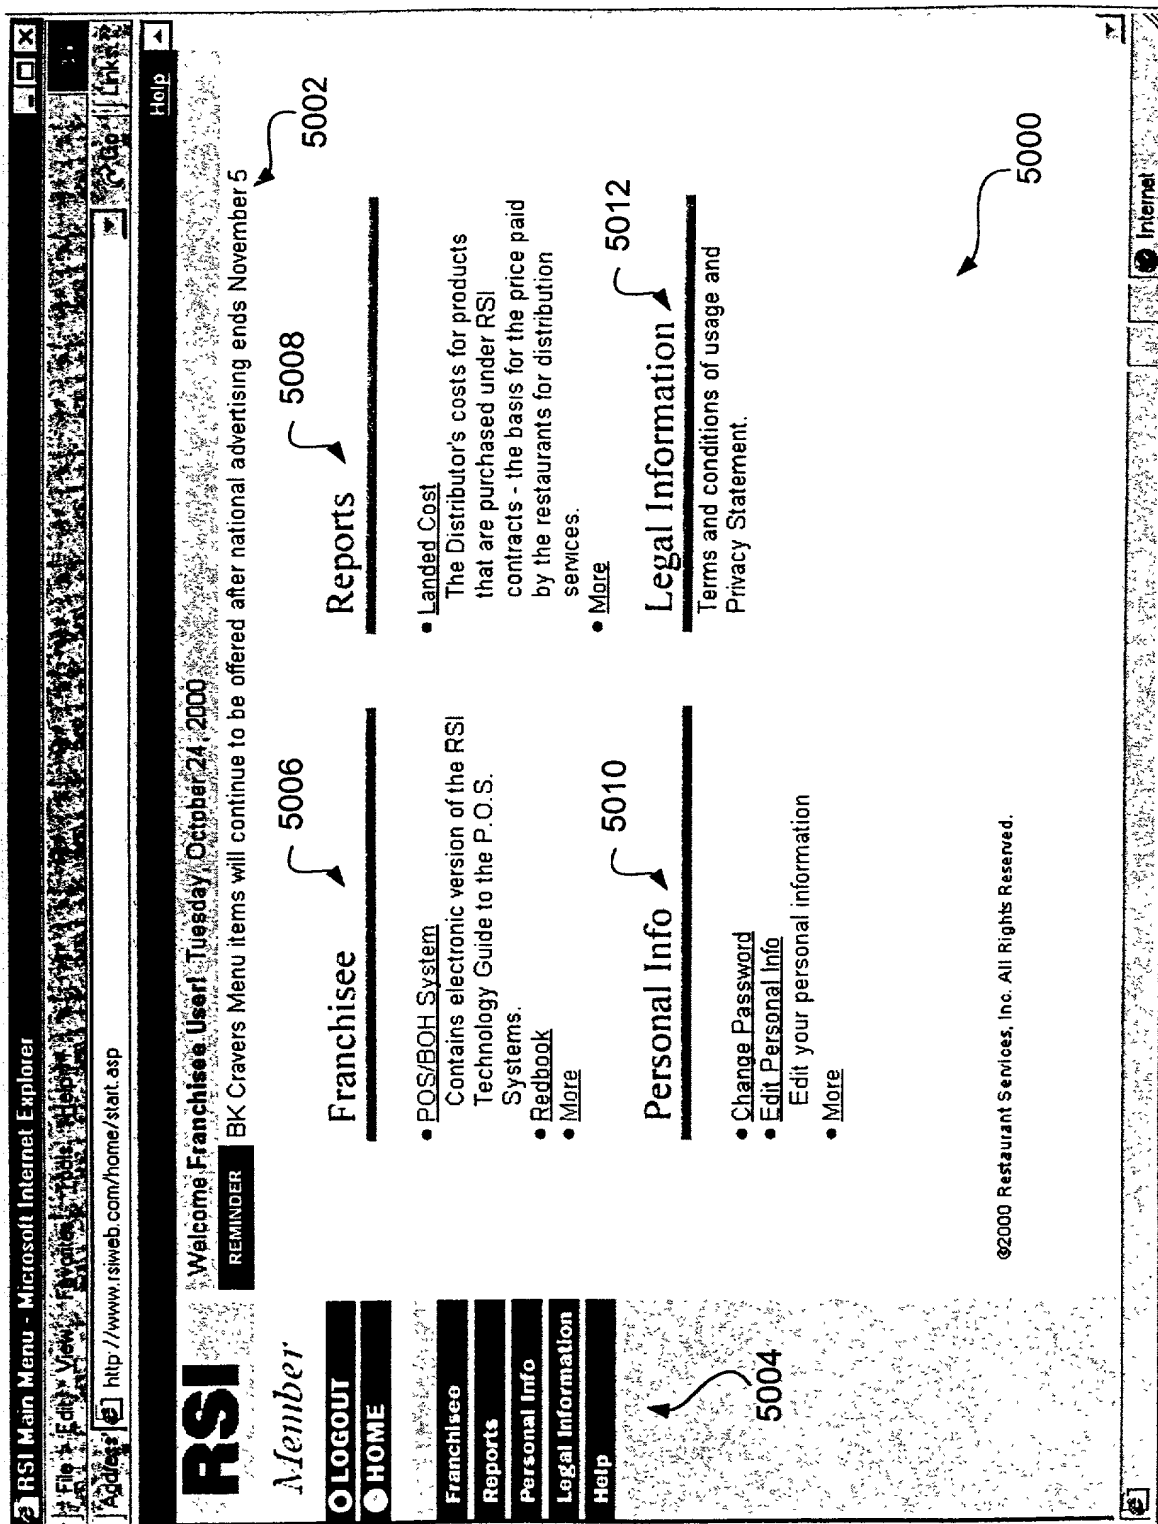 RSI Main Menu - Microsoft Internet Explorer
File Edit View Favorites Tools Help
Address http://www.rsiweb.com/home/start.asp Go Links »
Help
RSI
Welcome Franchisee User! Tuesday, October 24, 2000
REMINDER BK Cravers Menu items will continue to be offered after national advertising ends November 5
5002
Member
LOGOUT
HOME
Franchisee
Reports
Personal Info
Legal Information
Help
5004
5006
Franchisee
• POS/BOH System
Contains electronic version of the RSI
Technology Guide to the P.O.S.
Systems.
• Redbook
• More
5008
Reports
• Landed Cost
The Distributor's costs for products
that are purchased under RSI
contracts - the basis for the price paid
by the restaurants for distribution
services.
• More
5010
Personal Info
• Change Password
• Edit Personal Info
Edit your personal information
• More
5012
Legal Information
Terms and conditions of usage and
Privacy Statement.
5000
©2000 Restaurant Services, Inc. All Rights Reserved.
Internet